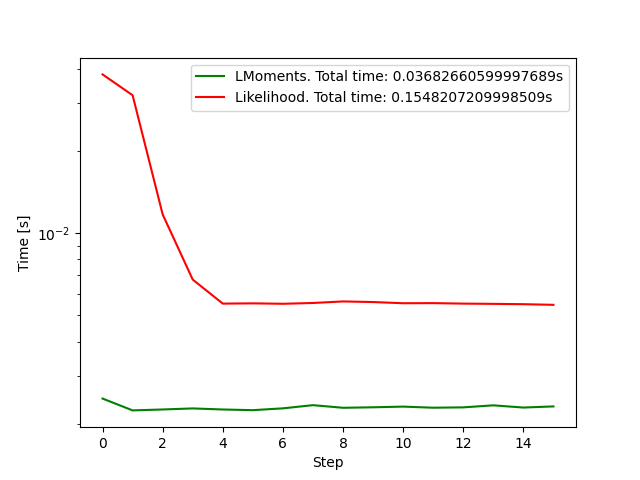 LMoments. Total time: 0.03682660599997689s
Likelihood. Total time: 0.1548207209998509s
Time [s]
10⁻²
0 2 4 6 8 10 12 14
Step